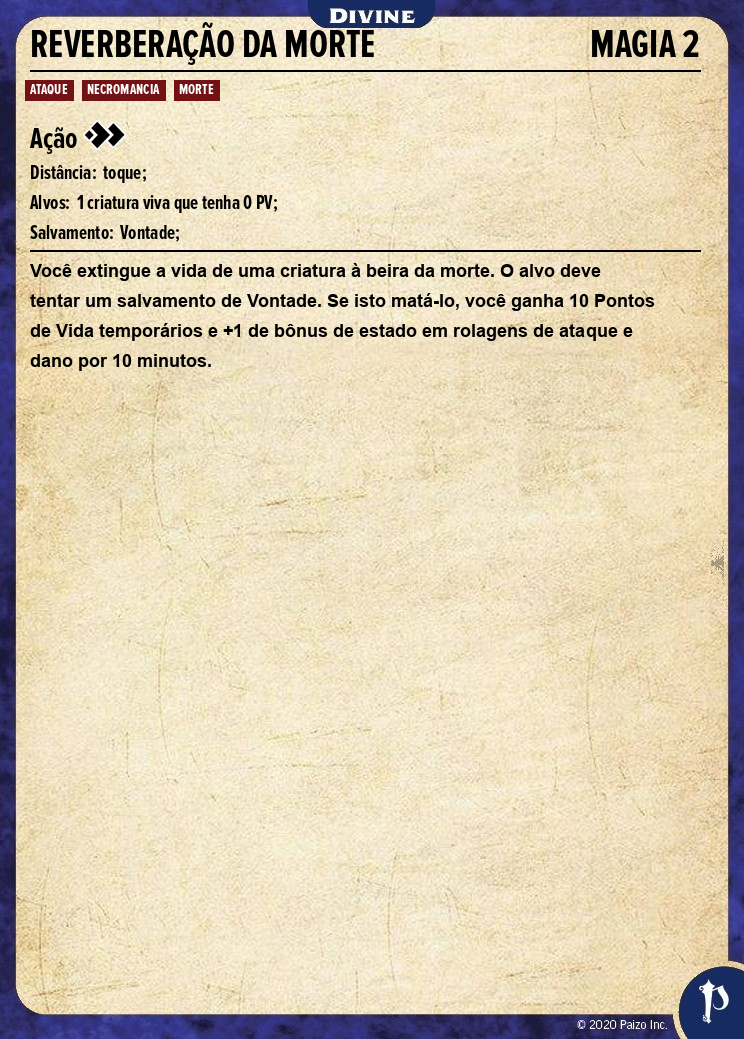 DIVINE
REVERBERAÇÃO DA MORTE MAGIA 2
ATAQUE NECROMANCIA MORTE
Ação
Distância: toque;
Alvos: 1 criatura viva que tenha 0 PV;
Salvamento: Vontade;
Você extingue a vida de uma criatura à beira da morte. O alvo deve
tentar um salvamento de Vontade. Se isto matá-lo, você ganha 10 Pontos
de Vida temporários e +1 de bônus de estado em rolagens de ataque e
dano por 10 minutos.
© 2020 Paizo Inc.
P